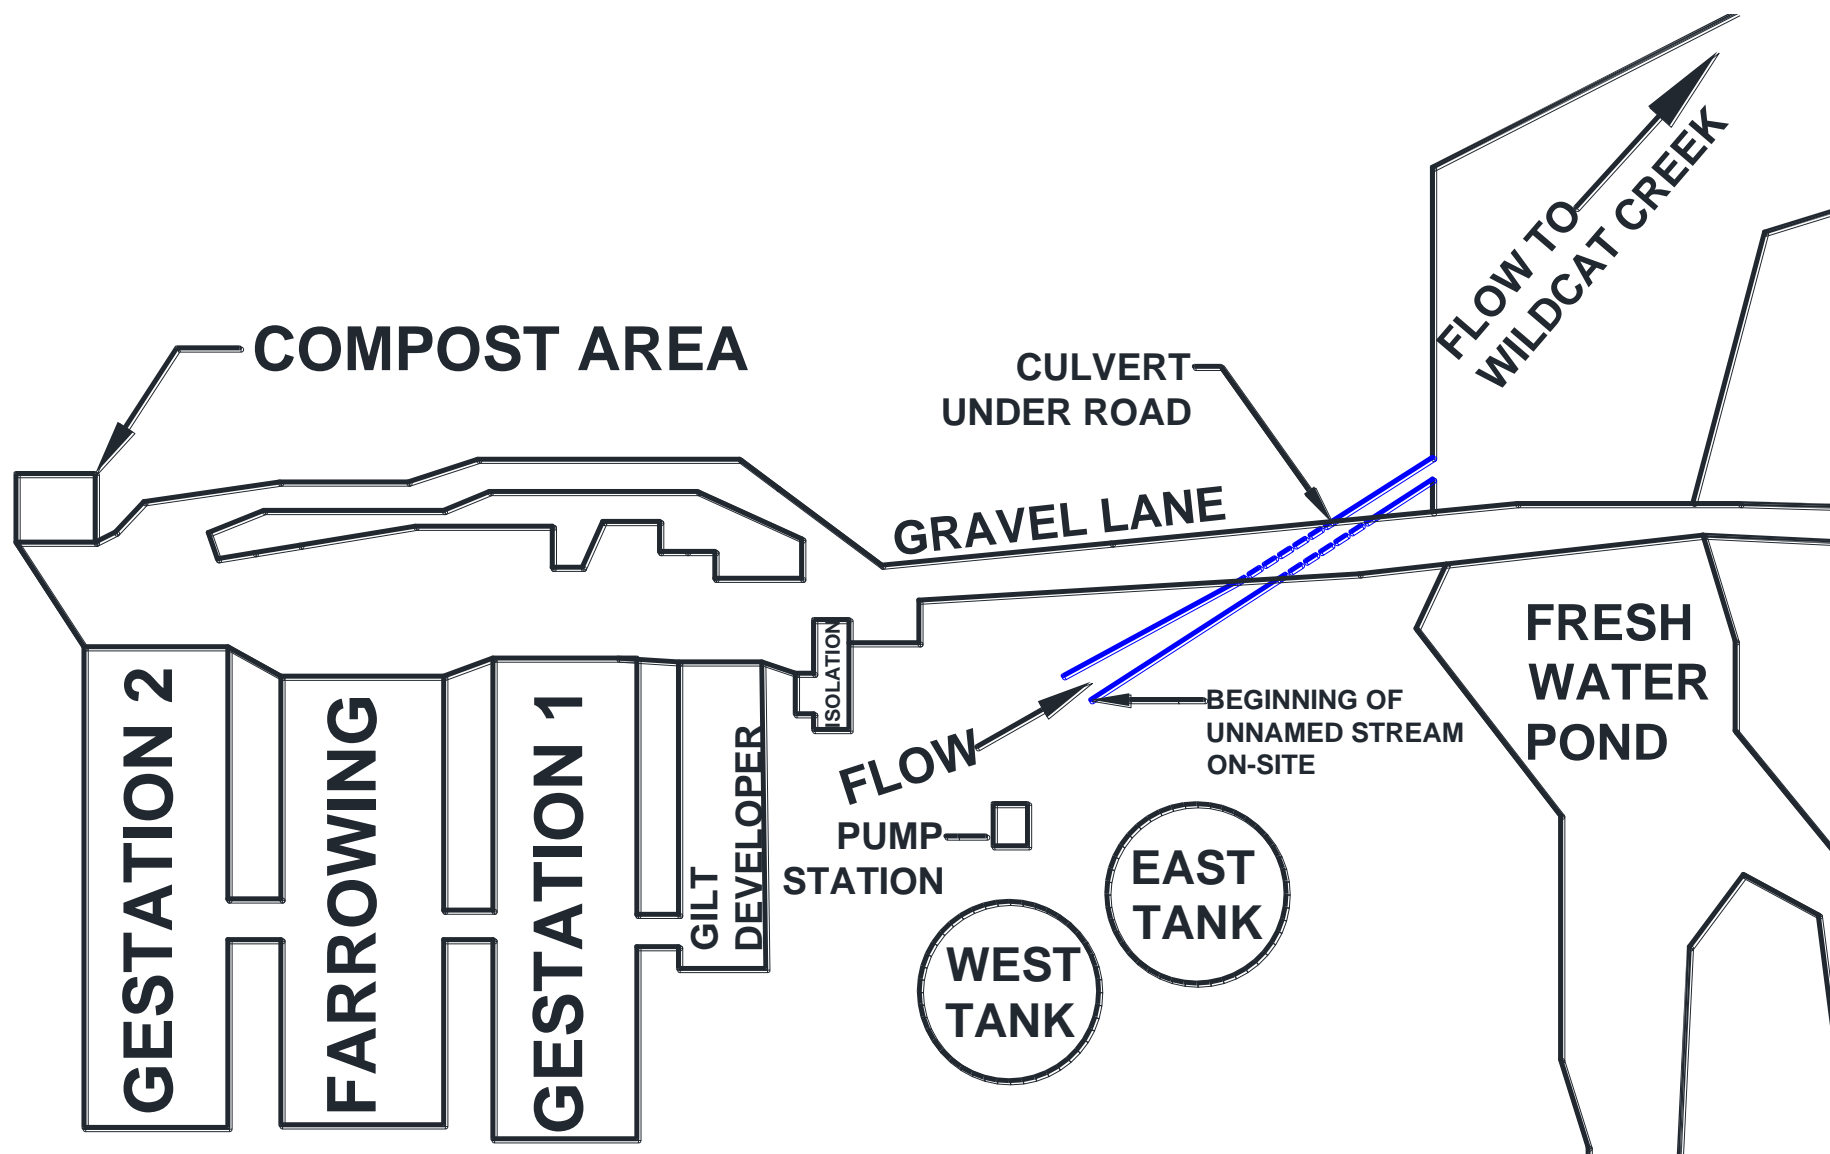 FLOW TO
WILDCAT CREEK
COMPOST AREA
CULVERT
UNDER ROAD
GRAVEL LANE
ISOLATION
FRESH
WATER
POND
BEGINNING OF
UNNAMED STREAM
ON-SITE
FLOW
PUMP
STATION
GESTATION 2
FARROWING
GESTATION 1
GILT
DEVELOPER
EAST
TANK
WEST
TANK